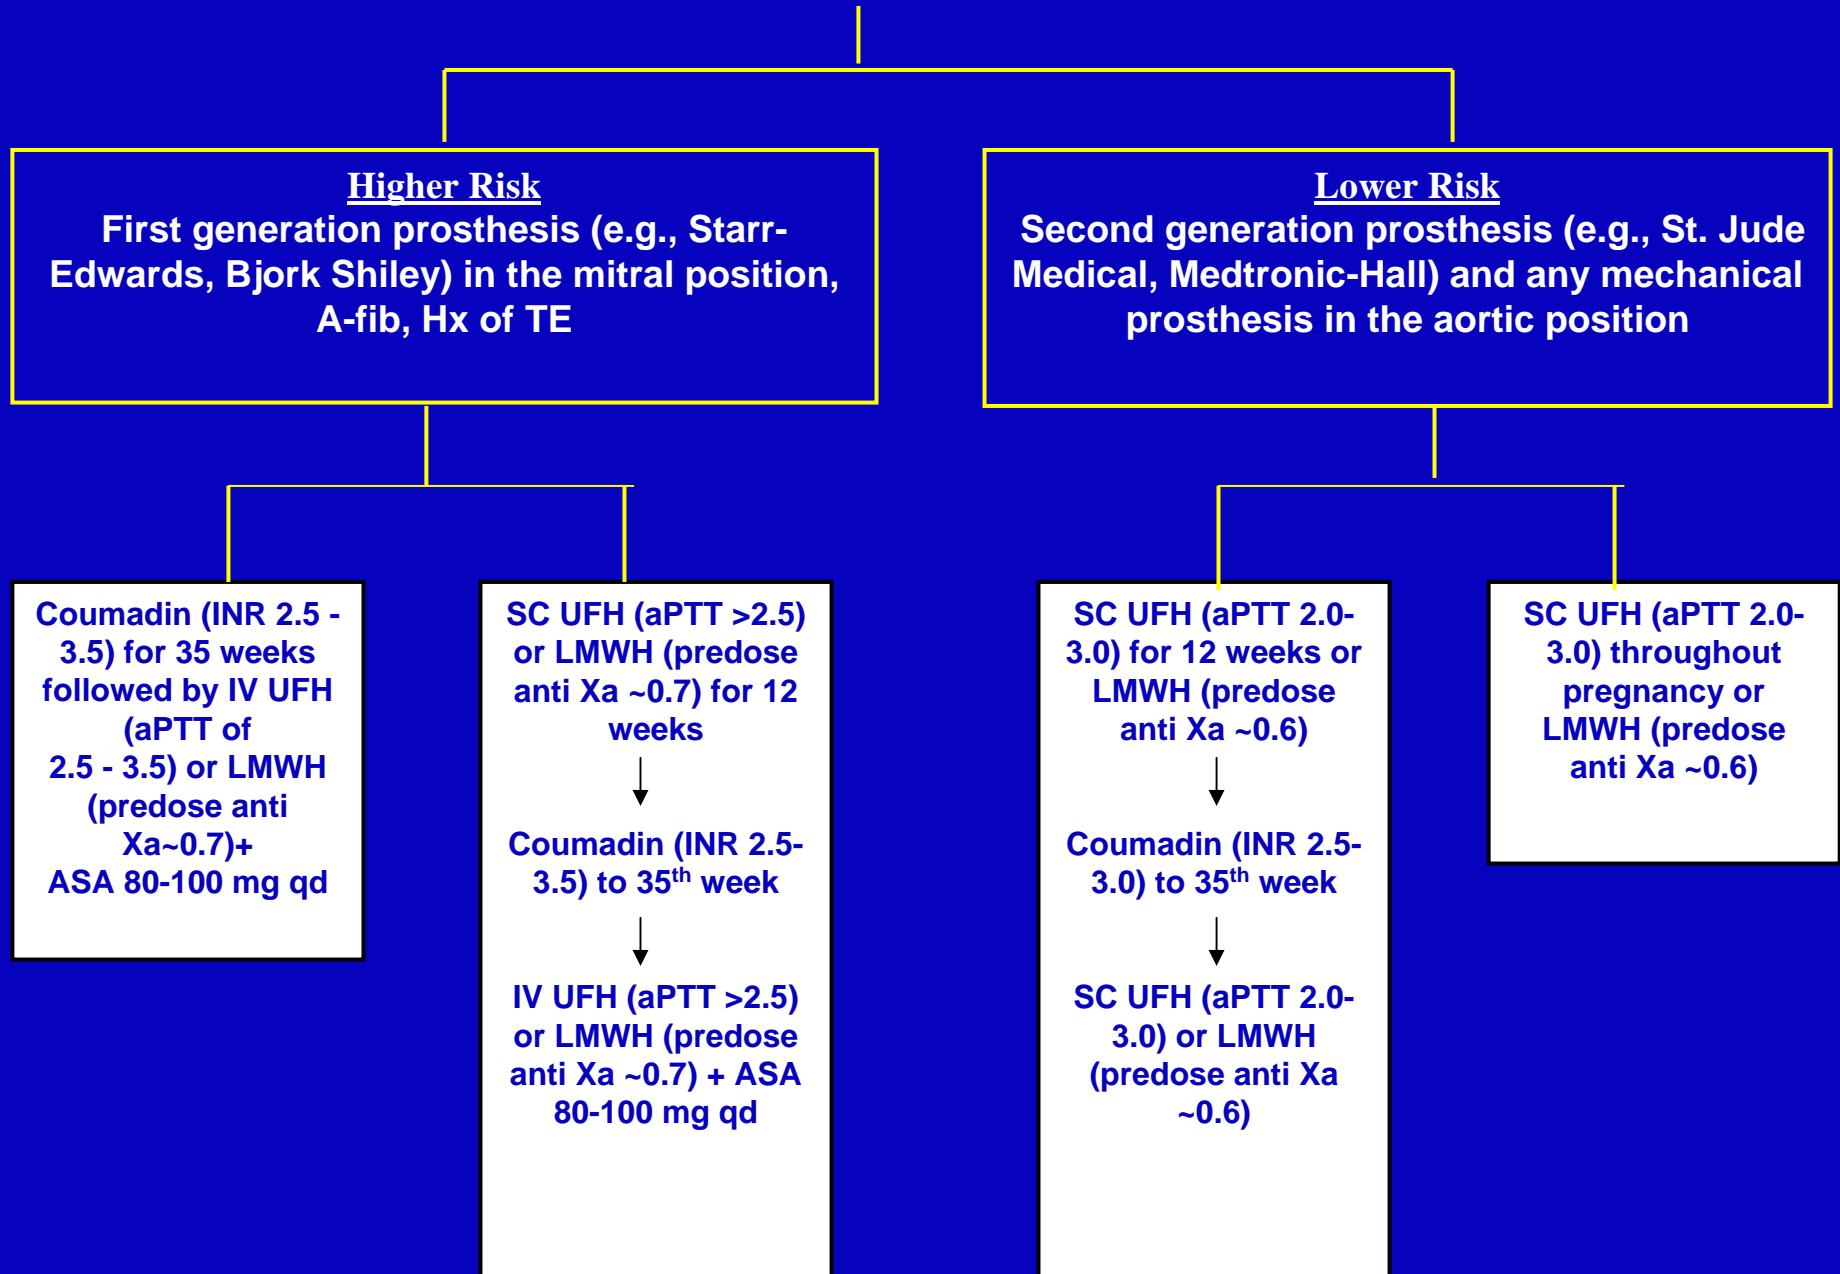 Higher Risk
First generation prosthesis (e.g., Starr-
Edwards, Bjork Shiley) in the mitral position,
A-fib, Hx of TE
Lower Risk
Second generation prosthesis (e.g., St. Jude
Medical, Medtronic-Hall) and any mechanical
prosthesis in the aortic position
Coumadin (INR 2.5 -
3.5) for 35 weeks
followed by IV UFH
(aPTT of
2.5 - 3.5) or LMWH
(predose anti
Xa~0.7)+
ASA 80-100 mg qd
SC UFH (aPTT >2.5)
or LMWH (predose
anti Xa ~0.7) for 12
weeks
Coumadin (INR 2.5-
3.5) to 35th week
IV UFH (aPTT >2.5)
or LMWH (predose
anti Xa ~0.7) + ASA
80-100 mg qd
SC UFH (aPTT 2.0-
3.0) for 12 weeks or
LMWH (predose
anti Xa ~0.6)
Coumadin (INR 2.5-
3.0) to 35th week
SC UFH (aPTT 2.0-
3.0) or LMWH
(predose anti Xa
~0.6)
SC UFH (aPTT 2.0-
3.0) throughout
pregnancy or
LMWH (predose
anti Xa ~0.6)